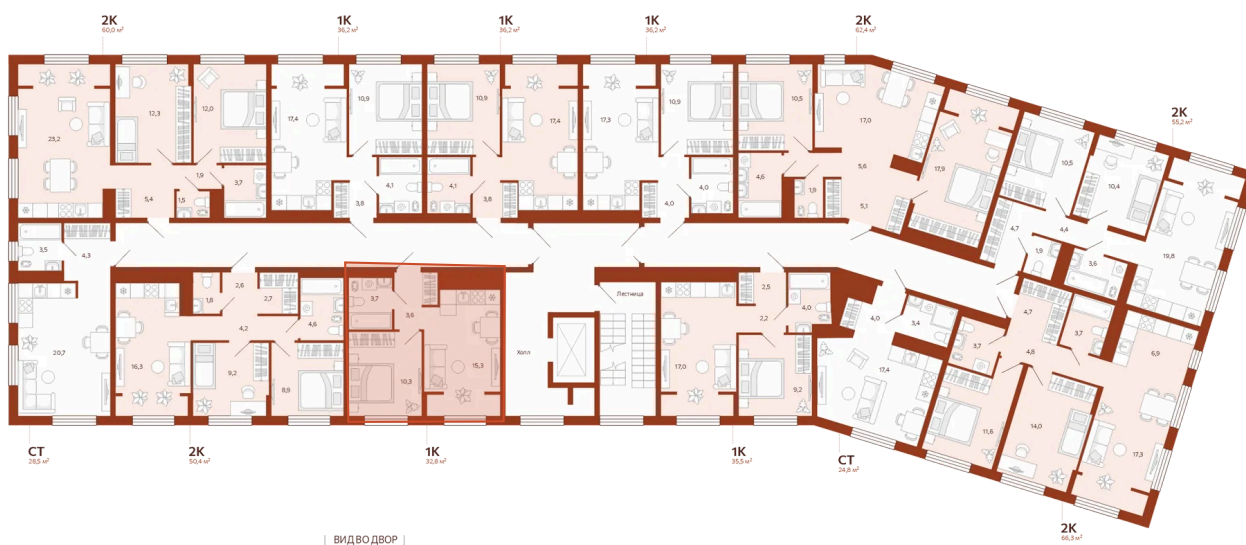 2К
60,0 м²
1К
36,2 м²
1К
36,2 м²
1К
36,2 м²
2К
62,4 м²
2К
55,2 м²
23,2
12,3
12,0
17,4
10,9
10,9
17,4
17,3
10,9
10,5
17,0
17,9
10,5
10,4
19,8
5,4
1,9
1,5
3,7
3,8
4,1
4,1
3,8
4,0
4,0
4,6
1,8
5,6
5,1
4,7
1,9
4,4
3,6
3,5
4,3
20,7
16,3
1,8
2,6
2,7
4,2
4,6
9,2
8,9
3,7
3,6
10,3
15,3
Холл
Лестница
17,0
2,5
2,2
4,0
9,2
4,0
3,4
17,4
3,7
4,7
4,8
3,7
6,9
11,6
14,0
17,3
СТ
28,5 м²
2К
50,4 м²
1К
32,8 м²
1К
35,5 м²
СТ
24,8 м²
2К
66,3 м²
| ВИД ВО ДВОР |